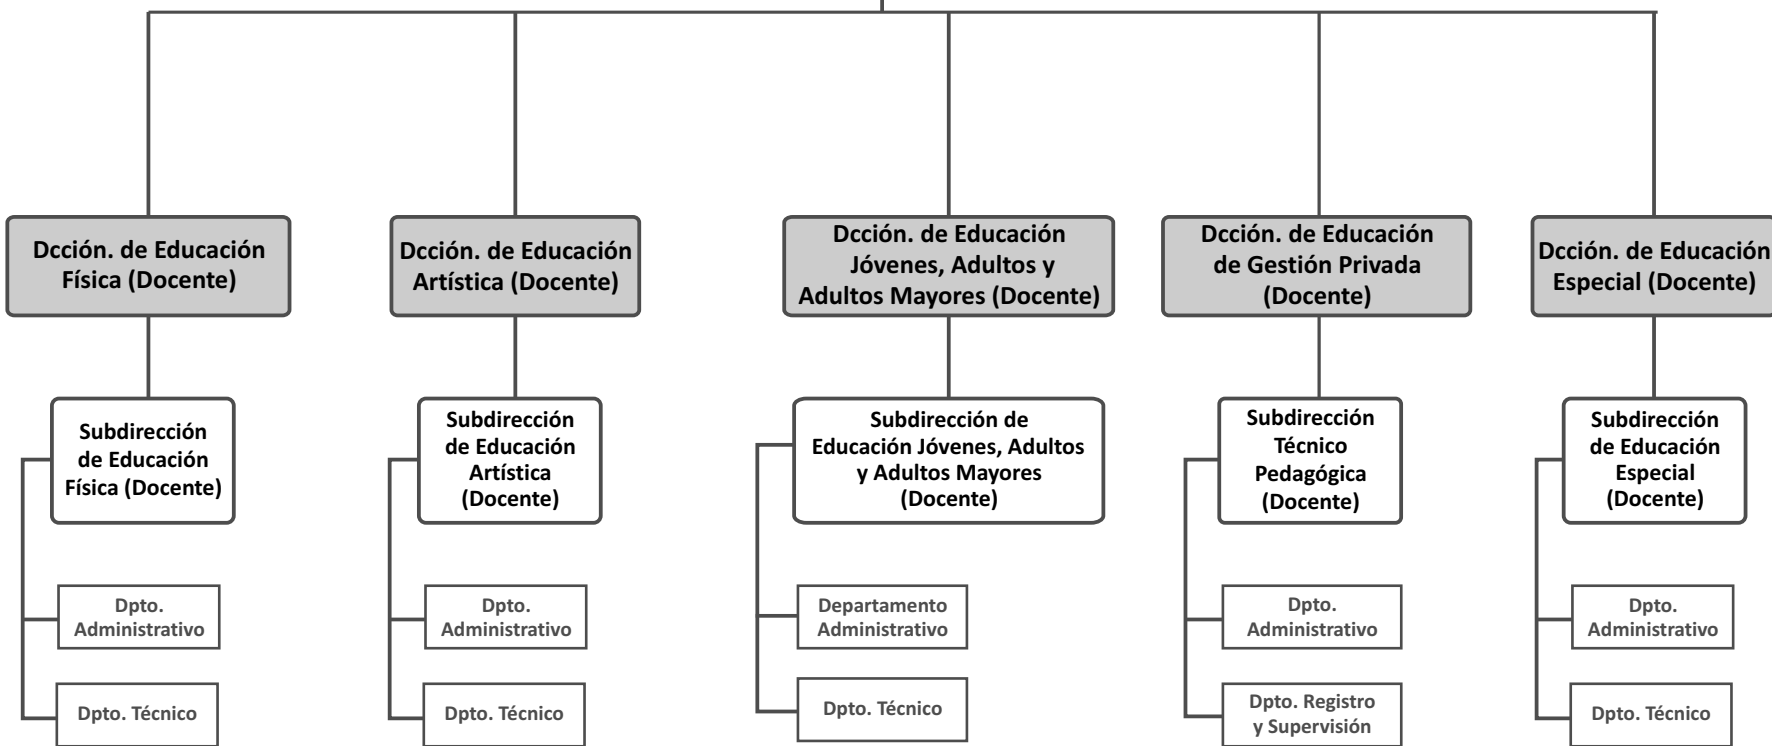 Dcción. de Educación
Física (Docente)
Dcción. de Educación
Artística (Docente)
Dcción. de Educación
Jóvenes, Adultos y
Adultos Mayores (Docente)
Dcción. de Educación
de Gestión Privada
(Docente)
Dcción. de Educación
Especial (Docente)
Subdirección
de Educación
Física (Docente)
Subdirección
de Educación
Artística
(Docente)
Subdirección de
Educación Jóvenes, Adultos
y Adultos Mayores
(Docente)
Subdirección
Técnico
Pedagógica
(Docente)
Subdirección
de Educación
Especial
(Docente)
Dpto.
Administrativo
Dpto.
Administrativo
Departamento
Administrativo
Dpto.
Administrativo
Dpto.
Administrativo
Dpto. Técnico
Dpto. Técnico
Dpto. Técnico
Dpto. Registro
y Supervisión
Dpto. Técnico